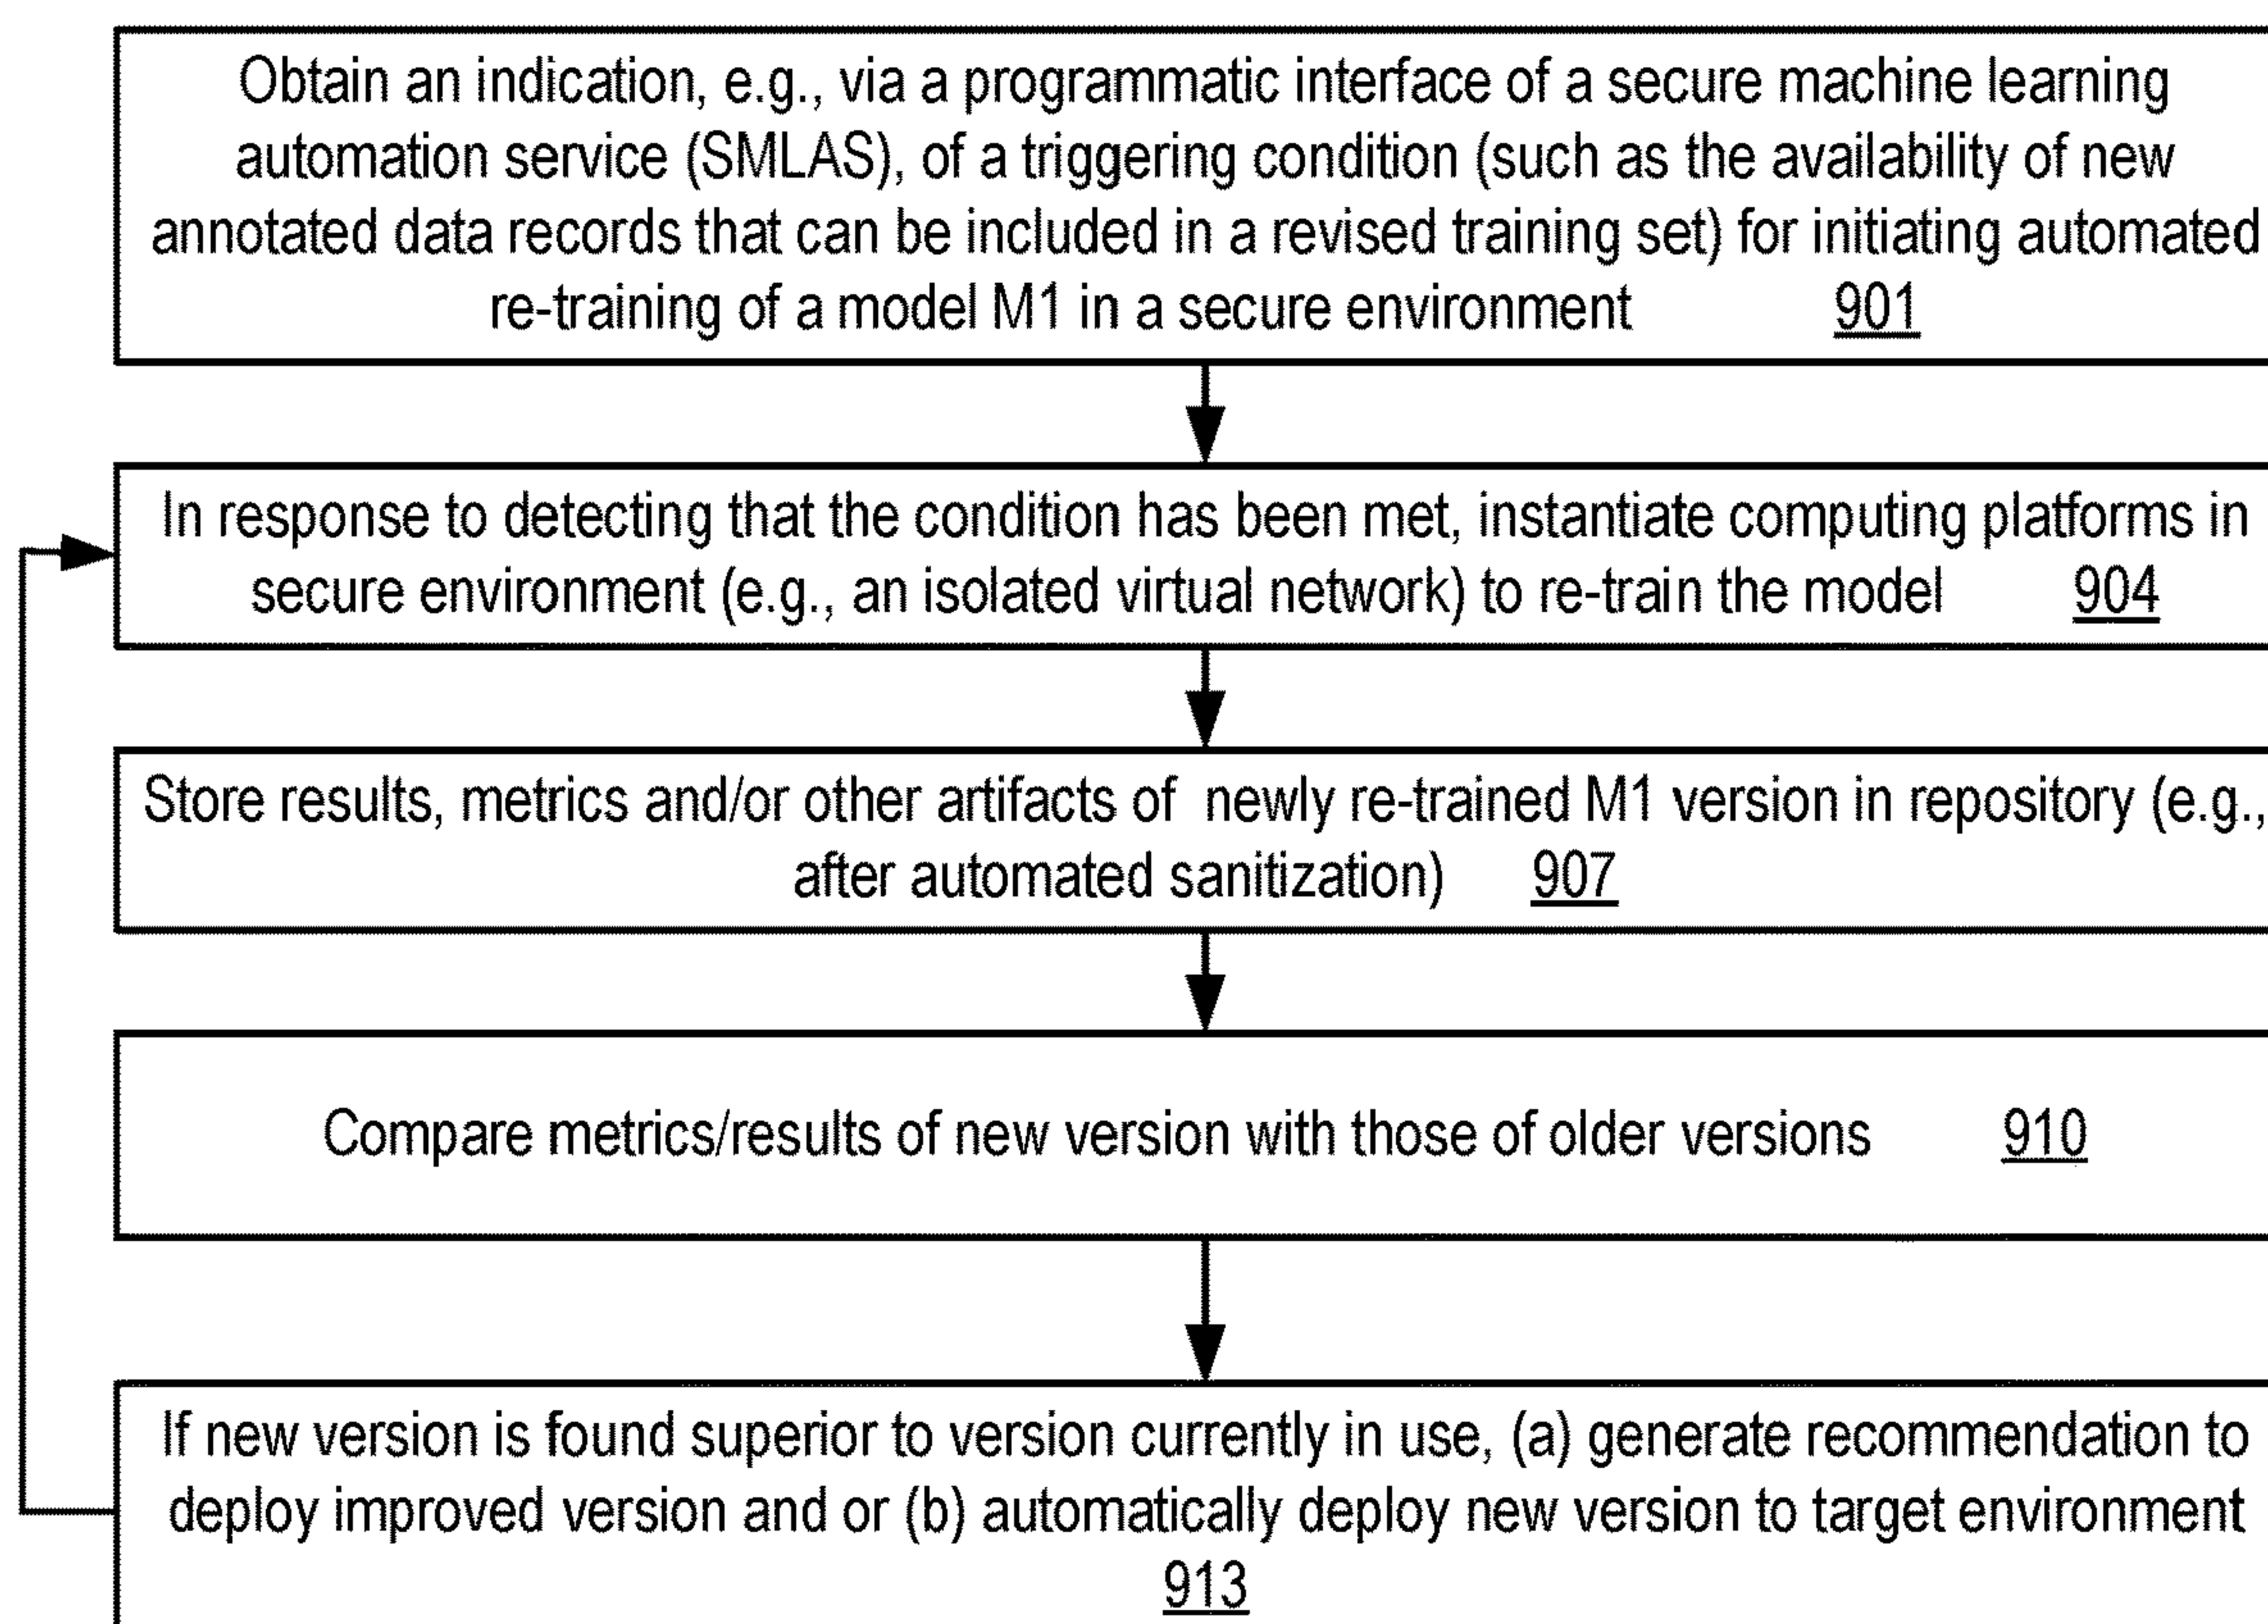 Obtain an indication, e.g., via a programmatic interface of a secure machine learning
automation service (SMLAS), of a triggering condition (such as the availability of new
annotated data records that can be included in a revised training set) for initiating automated
re-training of a model M1 in a secure environment 901
In response to detecting that the condition has been met, instantiate computing platforms in
secure environment (e.g., an isolated virtual network) to re-train the model 904
Store results, metrics and/or other artifacts of newly re-trained M1 version in repository (e.g.,
after automated sanitization) 907
Compare metrics/results of new version with those of older versions 910
If new version is found superior to version currently in use, (a) generate recommendation to
deploy improved version and or (b) automatically deploy new version to target environment
913